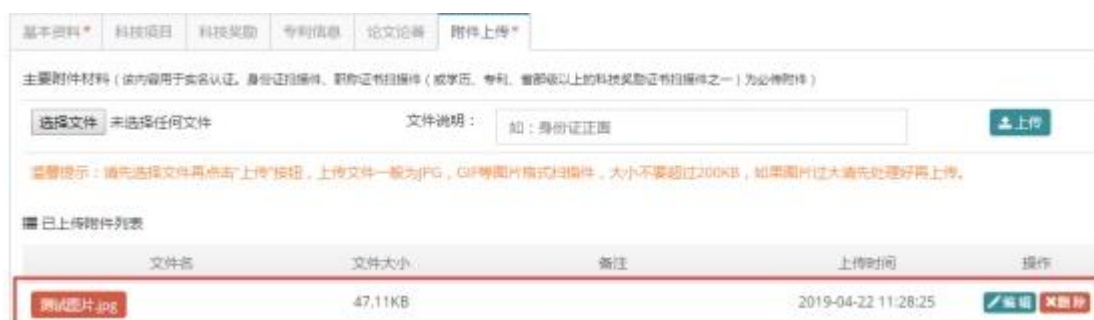 基本资料* 科技项目 科技奖励 专利信息 论文论著 附件上传*
主要附件材料(该内容用于实名认证。身份证扫描件、职称证书扫描件(或学历、专利、省部级以上的科技奖励证书扫描件之一)为必传附件)
选择文件 未选择任何文件 文件说明: 如:身份证正面 上传
温馨提示:请先选择文件再点击“上传”按钮,上传文件一般为JPG,GIF等图片格式扫描件,大小不要超过200KB,如果图片过大请先处理好再上传。
已上传附件列表
文件名 文件大小 备注 上传时间 操作
测试图片.jpg 47.11KB 2019-04-22 11:28:25 编辑 删除